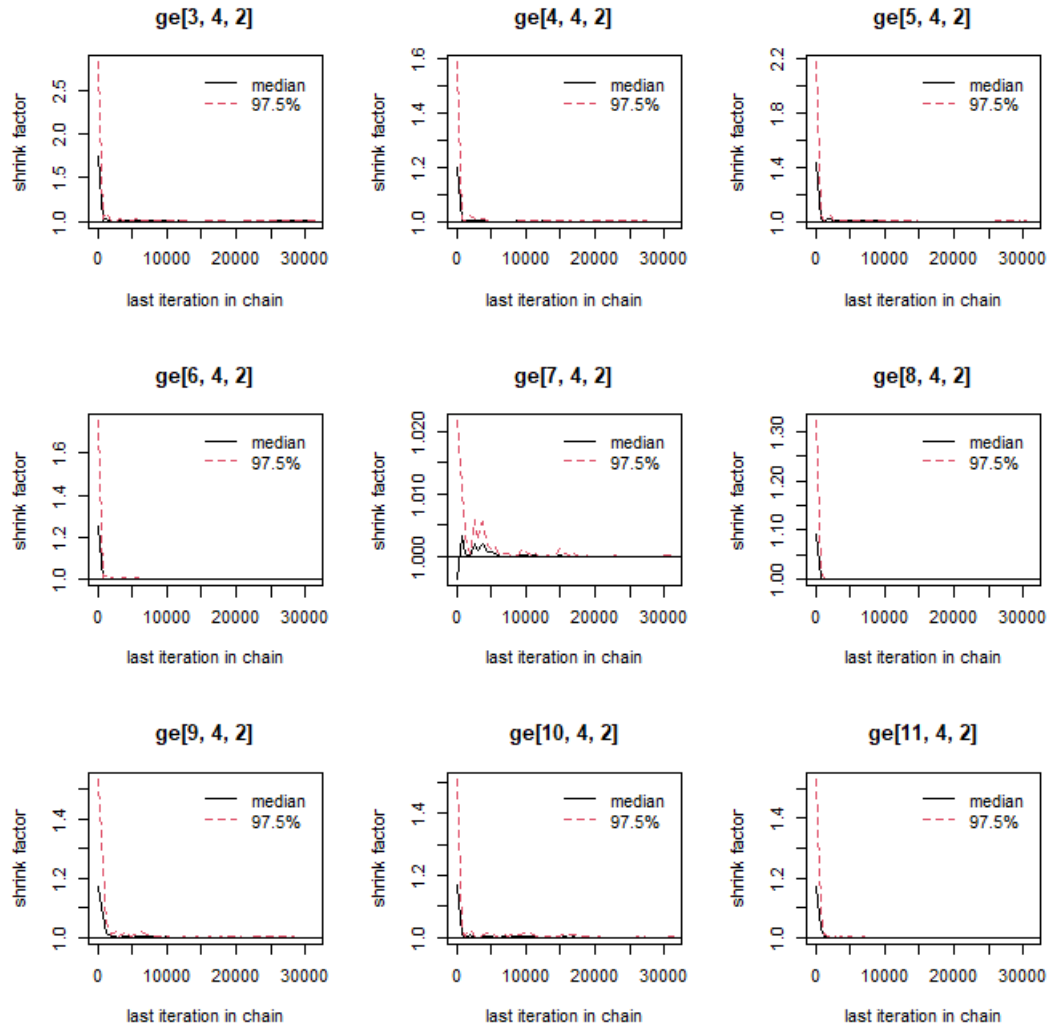 ge[3, 4, 2]
shrink factor
1.0 1.5 2.0 2.5
median
97.5%
0 10000 20000 30000
last iteration in chain
ge[4, 4, 2]
shrink factor
1.0 1.2 1.4 1.6
median
97.5%
0 10000 20000 30000
last iteration in chain
ge[5, 4, 2]
shrink factor
1.0 1.4 1.8 2.2
median
97.5%
0 10000 20000 30000
last iteration in chain
ge[6, 4, 2]
shrink factor
1.0 1.2 1.4 1.6
median
97.5%
0 10000 20000 30000
last iteration in chain
ge[7, 4, 2]
shrink factor
1.000 1.010 1.020
median
97.5%
0 10000 20000 30000
last iteration in chain
ge[8, 4, 2]
shrink factor
1.00 1.10 1.20 1.30
median
97.5%
0 10000 20000 30000
last iteration in chain
ge[9, 4, 2]
shrink factor
1.0 1.2 1.4
median
97.5%
0 10000 20000 30000
last iteration in chain
ge[10, 4, 2]
shrink factor
1.0 1.2 1.4
median
97.5%
0 10000 20000 30000
last iteration in chain
ge[11, 4, 2]
shrink factor
1.0 1.2 1.4
median
97.5%
0 10000 20000 30000
last iteration in chain